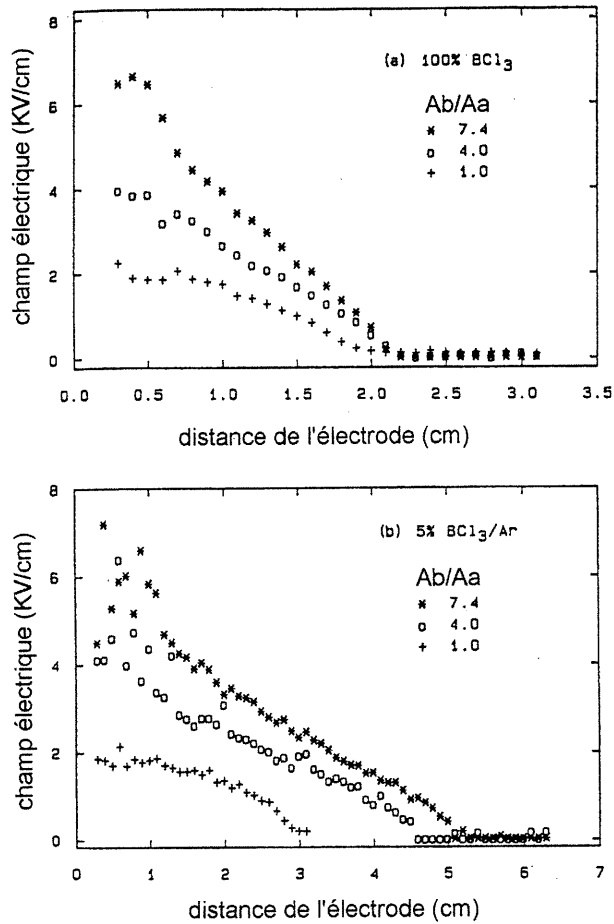 8
6
4
2
0
champ électrique (KV/cm)
(a) 100% BCl3
Ab/Aa
* 7.4
o 4.0
+ 1.0
0.0 0.5 1.0 1.5 2.0 2.5 3.0 3.5
distance de l'électrode (cm)
8
6
4
2
0
champ électrique (KV/cm)
(b) 5% BCl3/Ar
Ab/Aa
* 7.4
o 4.0
+ 1.0
0 1 2 3 4 5 6 7
distance de l'électrode (cm)